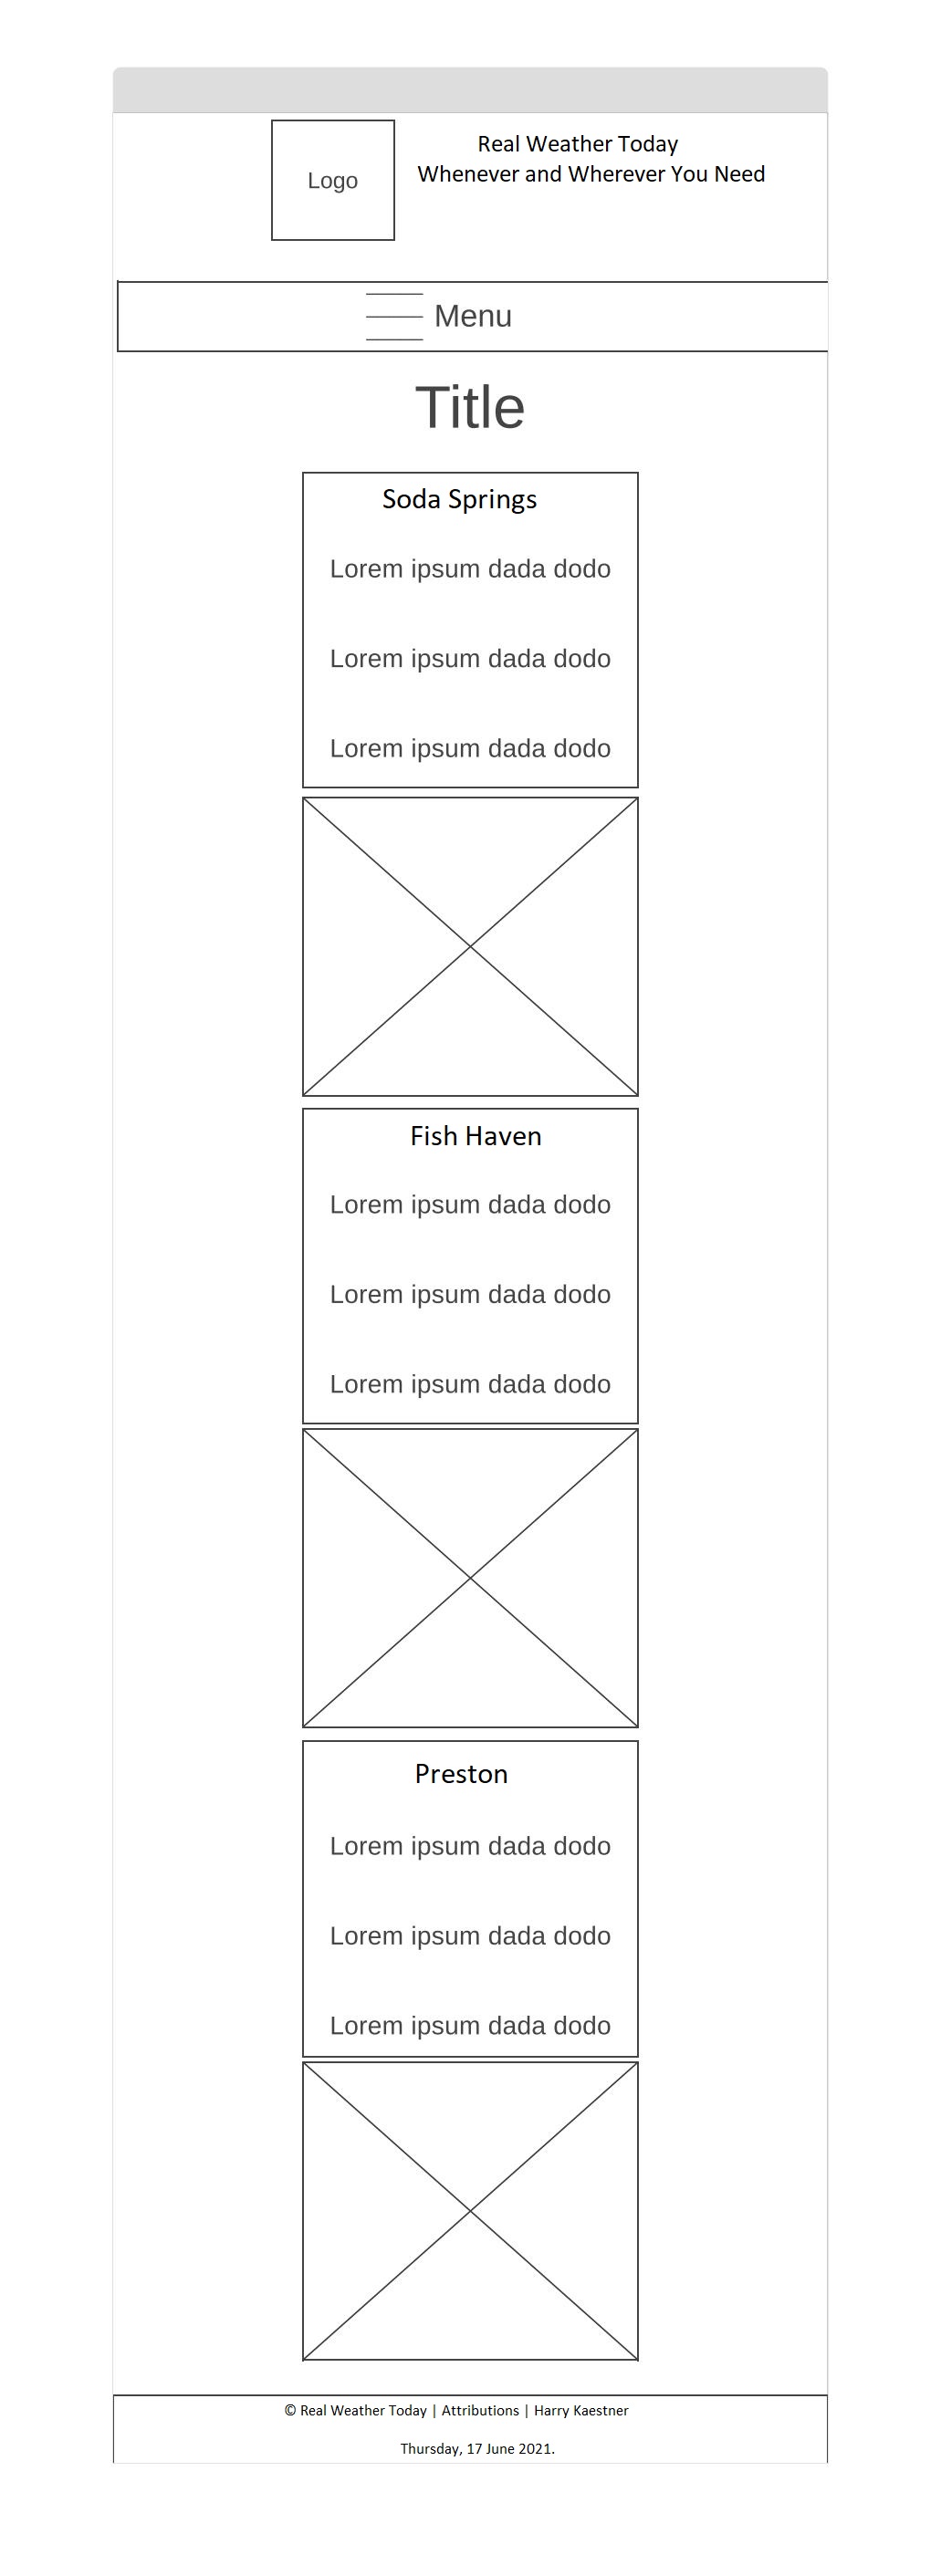 Logo
Real Weather Today
Whenever and Wherever You Need
Menu
Title
Soda Springs
Lorem ipsum dada dodo
Lorem ipsum dada dodo
Lorem ipsum dada dodo
Fish Haven
Lorem ipsum dada dodo
Lorem ipsum dada dodo
Lorem ipsum dada dodo
Preston
Lorem ipsum dada dodo
Lorem ipsum dada dodo
Lorem ipsum dada dodo
© Real Weather Today | Attributions | Harry Kaestner
Thursday, 17 June 2021.